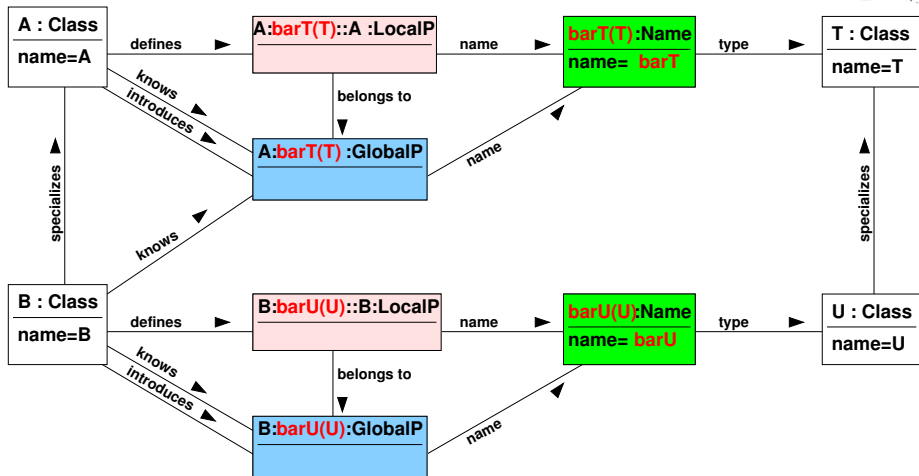 A : Class
name=A
defines
A:barT(T)::A :LocalP
name
barT(T):Name
name= barT
type
T : Class
name=T
knows
introduces
belongs to
A:barT(T) :GlobalP
name
specializes
knows
specializes
B : Class
name=B
defines
B:barU(U)::B:LocalP
name
barU(U):Name
name= barU
type
U : Class
name=U
knows
introduces
belongs to
B:barU(U):GlobalP
name